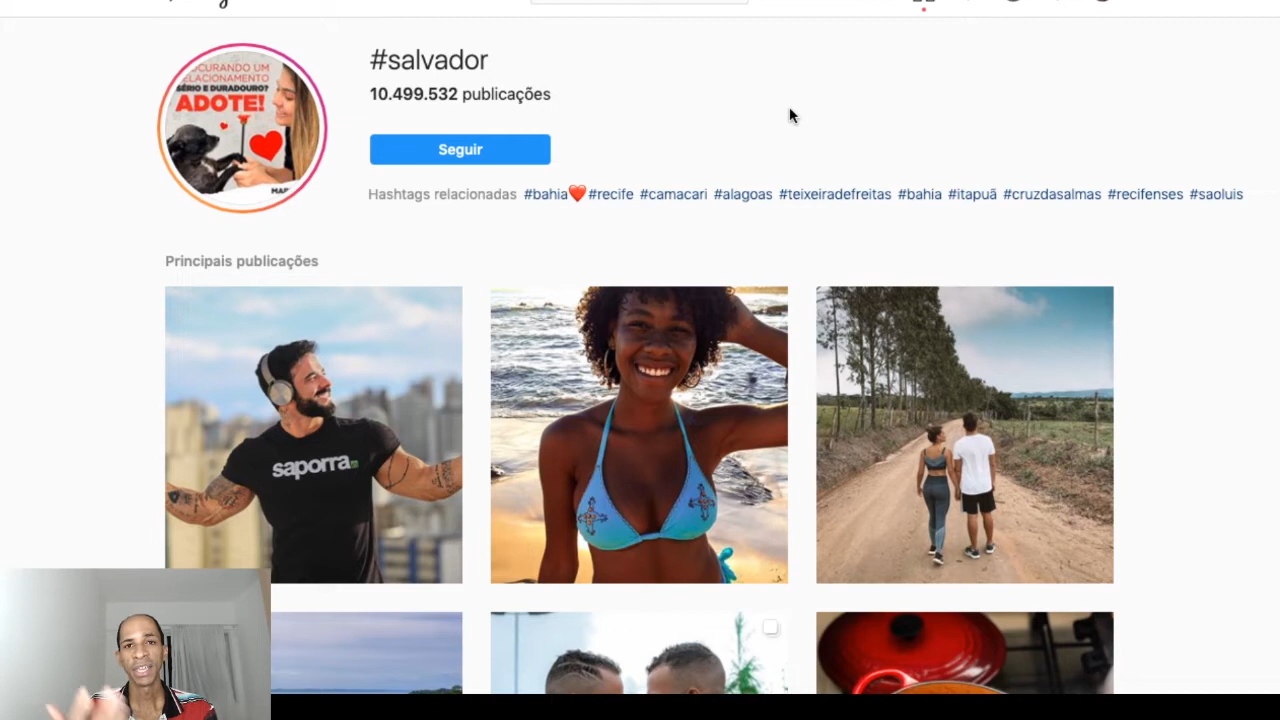 #salvador
10.499.532 publicações
Seguir
Hashtags relacionadas #bahia❤️#recife #camacari #alagoas #teixeiradefreitas #bahia #itapuã #cruzdasalmas #recifenses #saoluis
OCURANDO UM
RELACIONAMENTO
SÉRIO E DURADOURO?
ADOTE!
Principais publicações
saporra